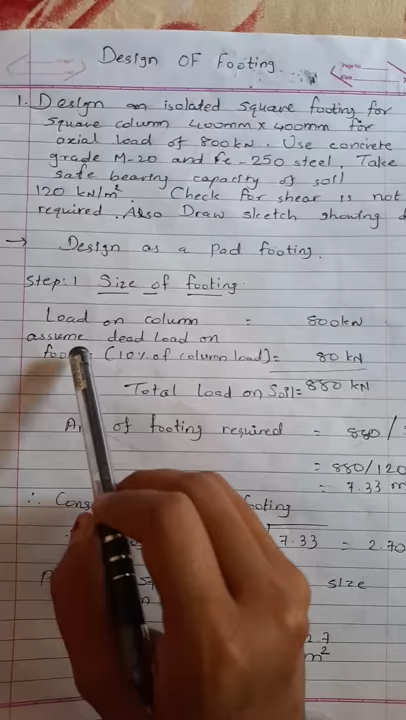 Design OF Footing.
1. Design an isolated square footing for
square column 400mm x 400mm for
axial load of 800kN. Use concrete
grade M-20 and Fe-250 steel. Take
safe bearing capacity of soil
120 kN/m². Check for shear is not
required. Also Draw sketch showing
→ Design as a pad footing.
Step:1 Size of footing
Load on column = 800kN
assume dead load on
(10% of column load) = 80 kN
Total load on Soil = 880 kN
of footing required = 880/
= 880/120
= 7.33 m
∴ footing
7.33 = 2.70
size
2.7
m²